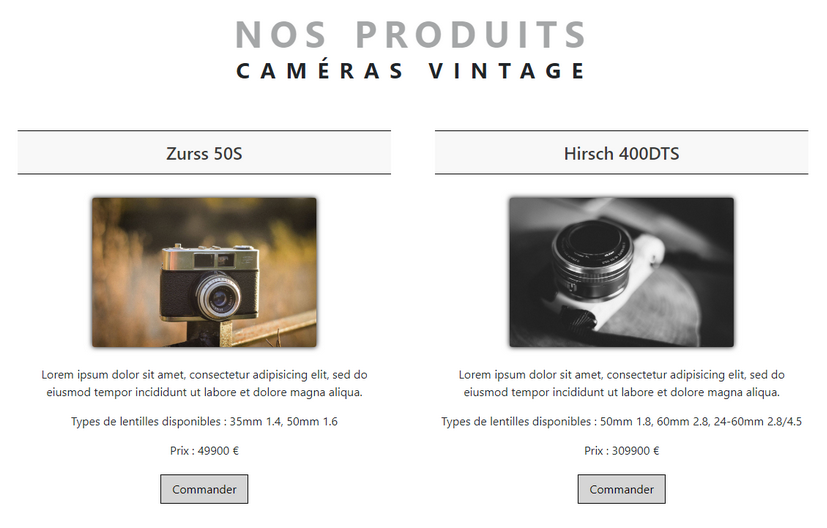 NOS PRODUITS
CAMÉRAS VINTAGE
Zurss 50S
Lorem ipsum dolor sit amet, consectetur adipisicing elit, sed do
eiusmod tempor incididunt ut labore et dolore magna aliqua.
Types de lentilles disponibles : 35mm 1.4, 50mm 1.6
Prix : 49900 €
Commander
Hirsch 400DTS
Lorem ipsum dolor sit amet, consectetur adipisicing elit, sed do
eiusmod tempor incididunt ut labore et dolore magna aliqua.
Types de lentilles disponibles : 50mm 1.8, 60mm 2.8, 24-60mm 2.8/4.5
Prix : 309900 €
Commander